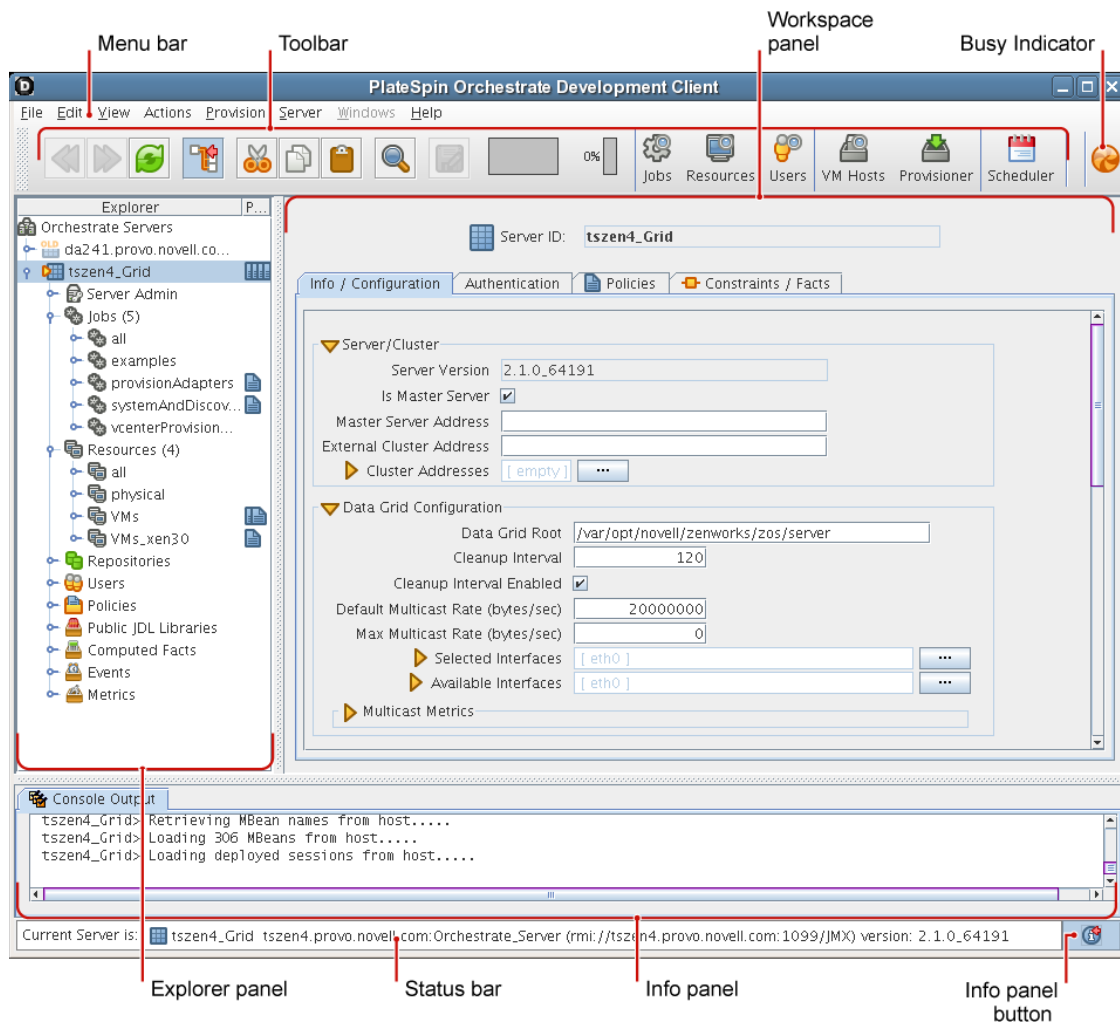 Workspace
panel
Menu bar
Toolbar
Busy Indicator
D
PlateSpin Orchestrate Development Client
File Edit View Actions Provision Server Windows Help
0%
Jobs Resources Users VM Hosts Provisioner Scheduler
Explorer P...
Orchestrate Servers
OLD da241.provo.novell.co...
tszen4_Grid
Server Admin
Jobs (5)
all
examples
provisionAdapters
systemAndDiscov...
vcenterProvision...
Resources (4)
all
physical
VMs
VMs_xen30
Repositories
Users
Policies
Public JDL Libraries
Computed Facts
Events
Metrics
Server ID: tszen4_Grid
Info / Configuration Authentication Policies Constraints / Facts
Server/Cluster
Server Version 2.1.0_64191
Is Master Server
Master Server Address
External Cluster Address
Cluster Addresses [ empty ] ...
Data Grid Configuration
Data Grid Root /var/opt/novell/zenworks/zos/server
Cleanup Interval 120
Cleanup Interval Enabled
Default Multicast Rate (bytes/sec) 20000000
Max Multicast Rate (bytes/sec) 0
Selected Interfaces [ eth0 ] ...
Available Interfaces [ eth0 ] ...
Multicast Metrics
Console Output
tszen4_Grid> Retrieving MBean names from host.....
tszen4_Grid> Loading 306 MBeans from host.....
tszen4_Grid> Loading deployed sessions from host.....
Current Server is: tszen4_Grid tszen4.provo.novell.com:Orchestrate_Server (rmi://tszen4.provo.novell.com:1099/JMX) version: 2.1.0_64191
Explorer panel
Status bar
Info panel
Info panel
button